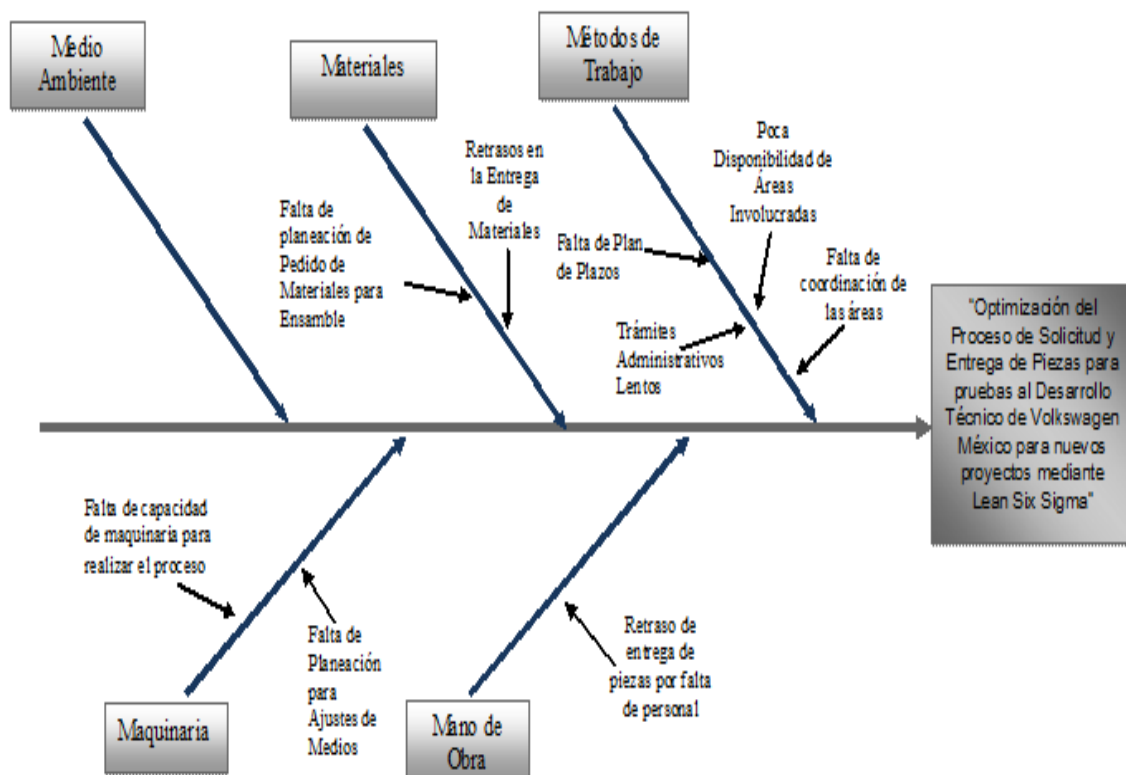 Medio
Ambiente
Materiales
Métodos de
Trabajo
Falta de
planeación de
Pedido de
Materiales para
Ensamble
Retrasos en
la Entrega
de
Materiales
Falta de Plan
de Plazos
Poca
Disponibilidad de
Áreas
Involucradas
Trámites
Administrativos
Lentos
Falta de
coordinación de
las áreas
"Optimización del
Proceso de Solicitud y
Entrega de Piezas para
pruebas al Desarrollo
Técnico de Volkswagen
México para nuevos
proyectos mediante
Lean Six Sigma"
Falta de capacidad
de maquinaria para
realizar el proceso
Falta de
Planeación
para
Ajustes de
Medios
Retraso de
entrega de
piezas por falta
de personal
Maquinaria
Mano de
Obra